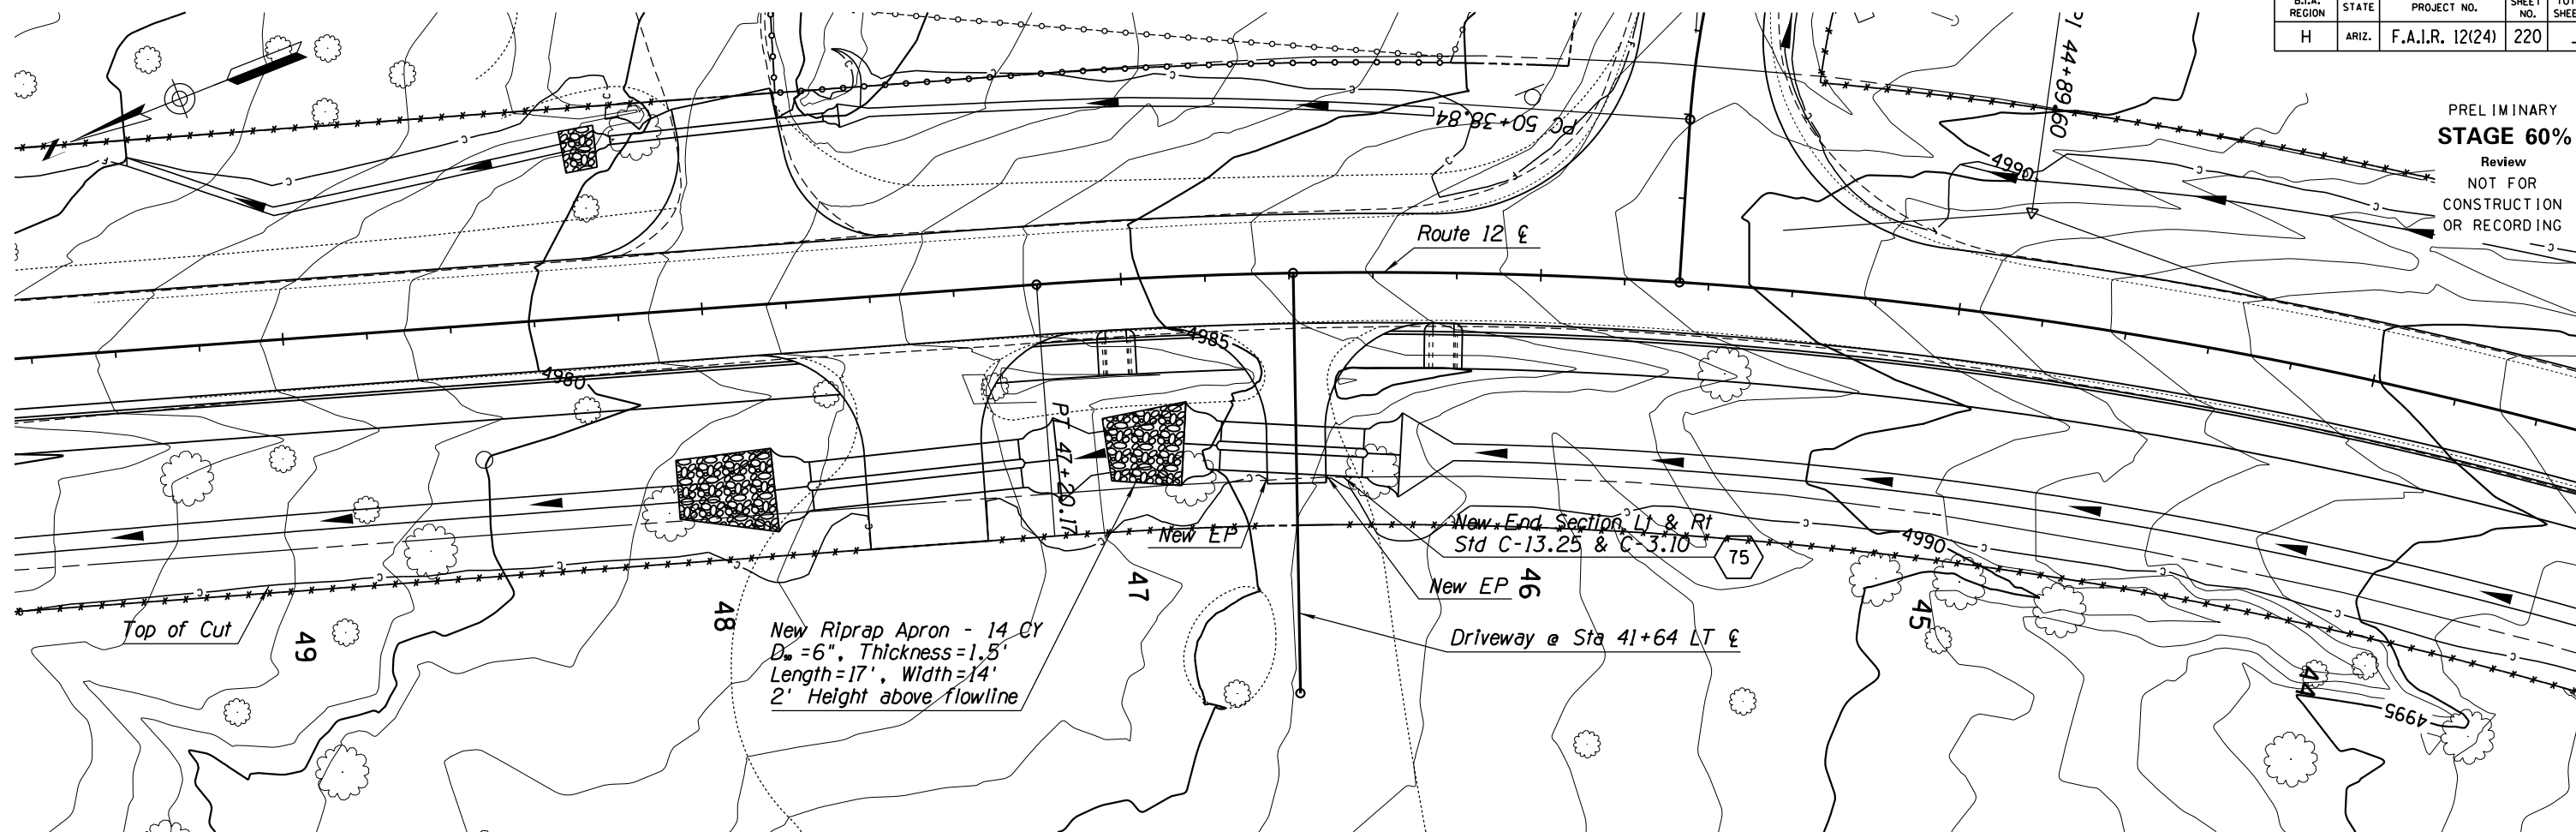 B.I.A. REGION STATE PROJECT NO. SHEET NO.
H ARIZ. F.A.I.R. 12(24) 220
PRELIMINARY
STAGE 60%
Review
NOT FOR
CONSTRUCTION
OR RECORDING
PI 44+89.60
PC 50+38.84
4990
Route 12 ℄
4985
4980
PT 47+20.17
New EP
New End Section Lt & Rt
Std C-13.25 & C-3.10
75
4990
New EP
46
47
48
49
45
44
4995
Top of Cut
New Riprap Apron - 14 CY
D₅₀ =6", Thickness=1.5'
Length=17', Width=14'
2' Height above flowline
Driveway @ Sta 41+64 LT ℄